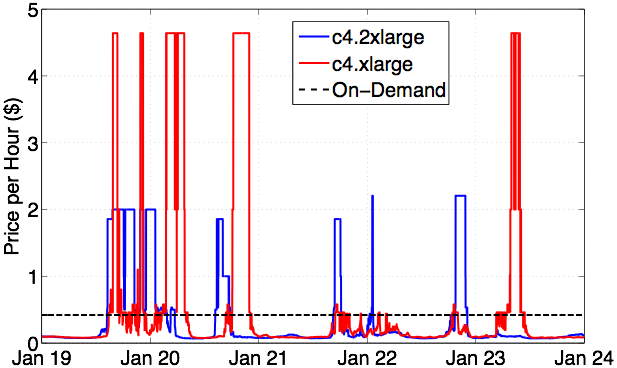 Price per Hour ($)
5
4
3
2
1
0
c4.2xlarge
c4.xlarge
On-Demand
Jan 19 Jan 20 Jan 21 Jan 22 Jan 23 Jan 24